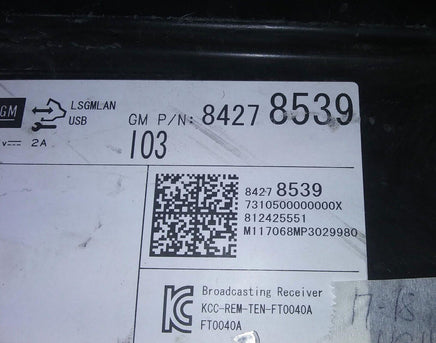 GM
LSGMLAN
USB
GM P/N: 8427 8539
V⎓ 2A
IO3
8427 8539
7310500000000X
812425551
M117068MP3029980
Broadcasting Receiver
KCC-REM-TEN-FT0040A
FT0040A